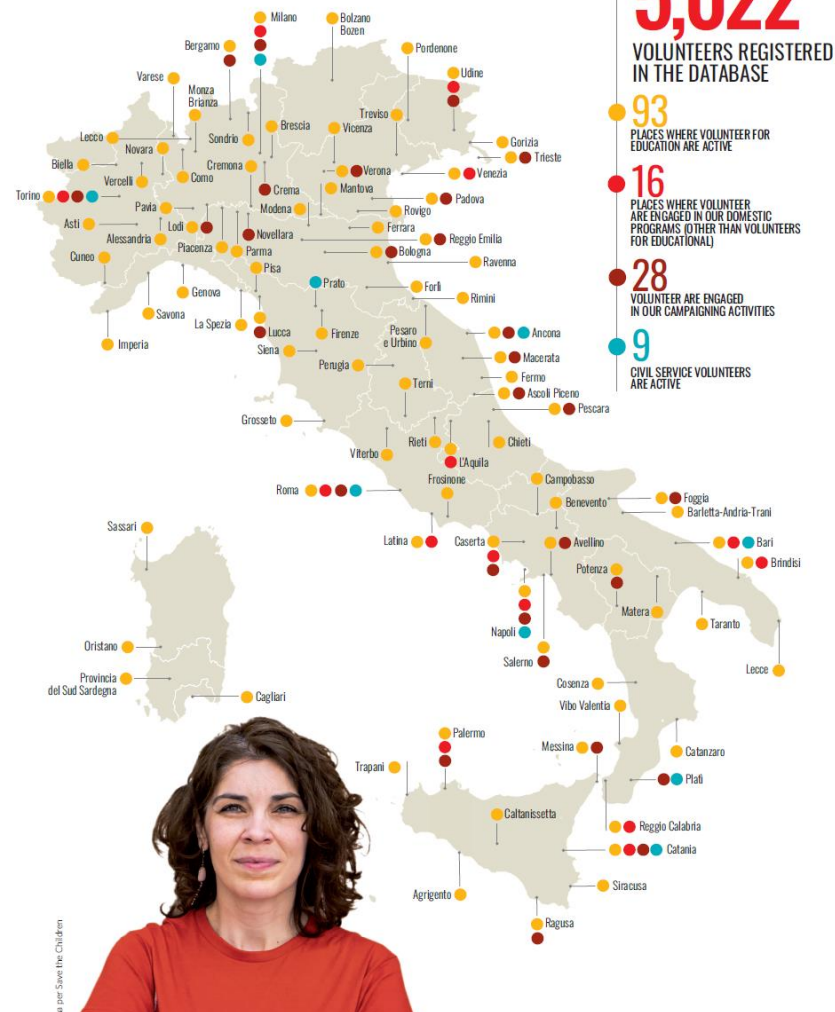 5,022
VOLUNTEERS REGISTERED
IN THE DATABASE
93
PLACES WHERE VOLUNTEER FOR
EDUCATION ARE ACTIVE
16
PLACES WHERE VOLUNTEER
ARE ENGAGED IN OUR DOMESTIC
PROGRAMS (OTHER THAN VOLUNTEERS
FOR EDUCATIONAL)
28
VOLUNTEER ARE ENGAGED
IN OUR CAMPAIGNING ACTIVITIES
9
CIVIL SERVICE VOLUNTEERS
ARE ACTIVE
Milano
Bolzano
Bozen
Bergamo
Pordenone
Varese
Udine
Monza
Brianza
Treviso
Brescia
Vicenza
Lecco
Sondrio
Gorizia
Novara
Trieste
Biella
Cremona
Verona
Venezia
Vercelli
Como
Crema
Mantova
Torino
Padova
Pavia
Modena
Rovigo
Asti
Lodi
Ferrara
Alessandria
Novellara
Reggio Emilia
Piacenza
Parma
Bologna
Cuneo
Ravenna
Pisa
Prato
Forlì
Genova
Rimini
Savona
La Spezia
Lucca
Firenze
Pesaro
e Urbino
Ancona
Imperia
Siena
Macerata
Perugia
Fermo
Terni
Ascoli Piceno
Pescara
Grosseto
Viterbo
Rieti
Chieti
L'Aquila
Frosinone
Campobasso
Roma
Benevento
Foggia
Barletta-Andria-Trani
Sassari
Latina
Caserta
Avellino
Bari
Potenza
Brindisi
Matera
Taranto
Napoli
Oristano
Salerno
Lecce
Provincia
del Sud Sardegna
Cosenza
Cagliari
Vibo Valentia
Palermo
Messina
Catanzaro
Trapani
Platì
Caltanissetta
Reggio Calabria
Catania
Agrigento
Siracusa
Ragusa
a per Save the Children